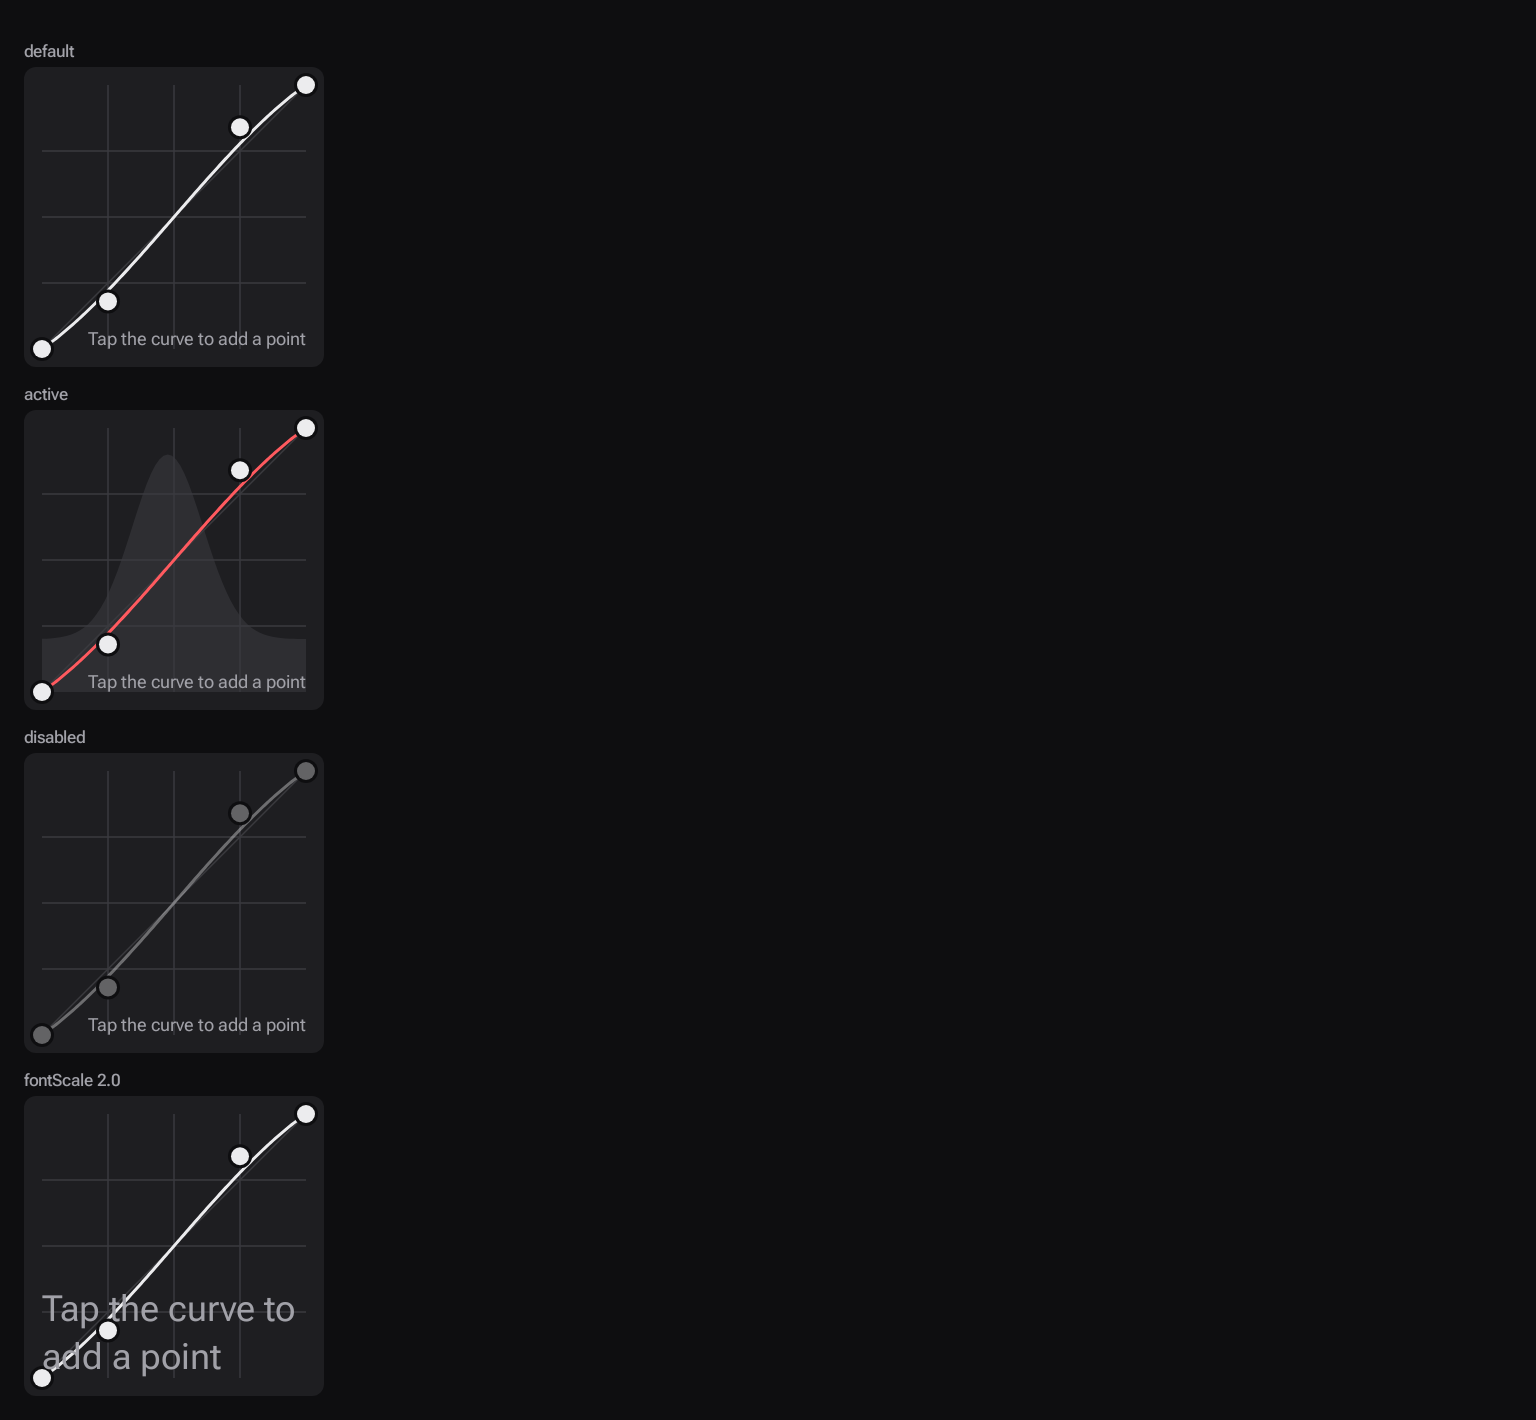 default
Tap the curve to add a point
active
Tap the curve to add a point
disabled
Tap the curve to add a point
fontScale 2.0
Tap the curve to
add a point